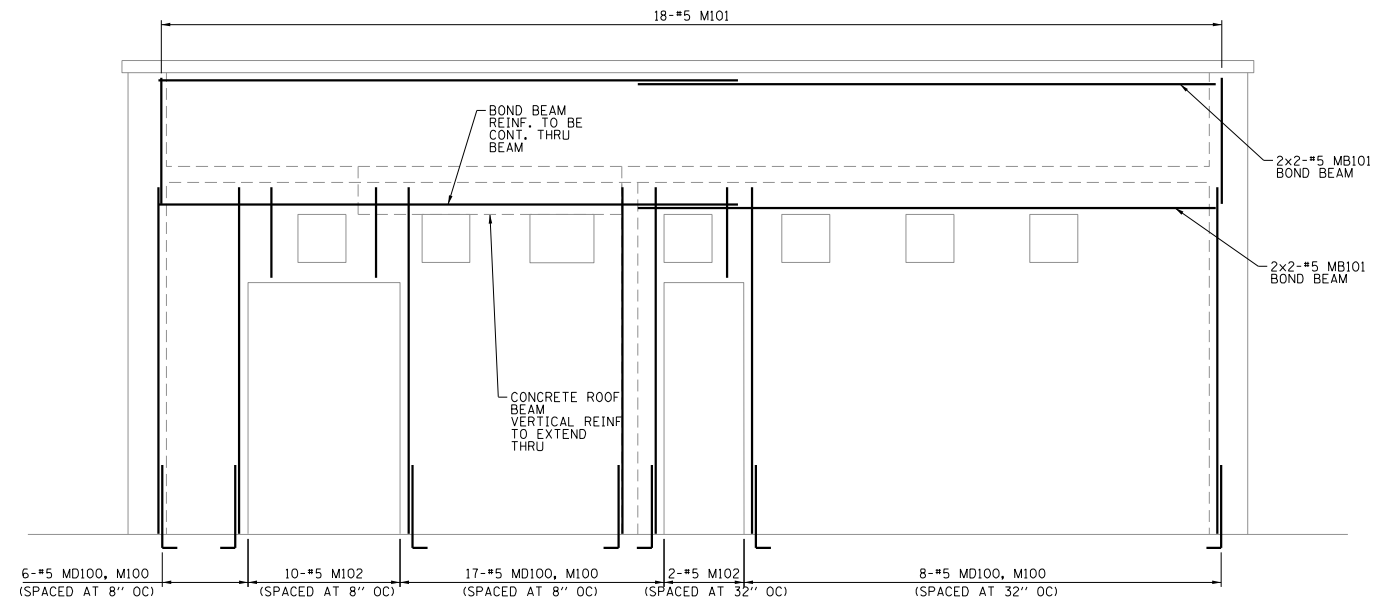 18-#5 M101
BOND BEAM
REINF. TO BE
CONT. THRU
BEAM
2x2-#5 MB101
BOND BEAM
2x2-#5 MB101
BOND BEAM
CONCRETE ROOF
BEAM
VERTICAL REINF
TO EXTEND
THRU
6-#5 MD100, M100
(SPACED AT 8'' OC)
10-#5 M102
(SPACED AT 8'' OC)
17-#5 MD100, M100
(SPACED AT 8'' OC)
2-#5 M102
(SPACED AT 32'' OC)
8-#5 MD100, M100
(SPACED AT 32'' OC)